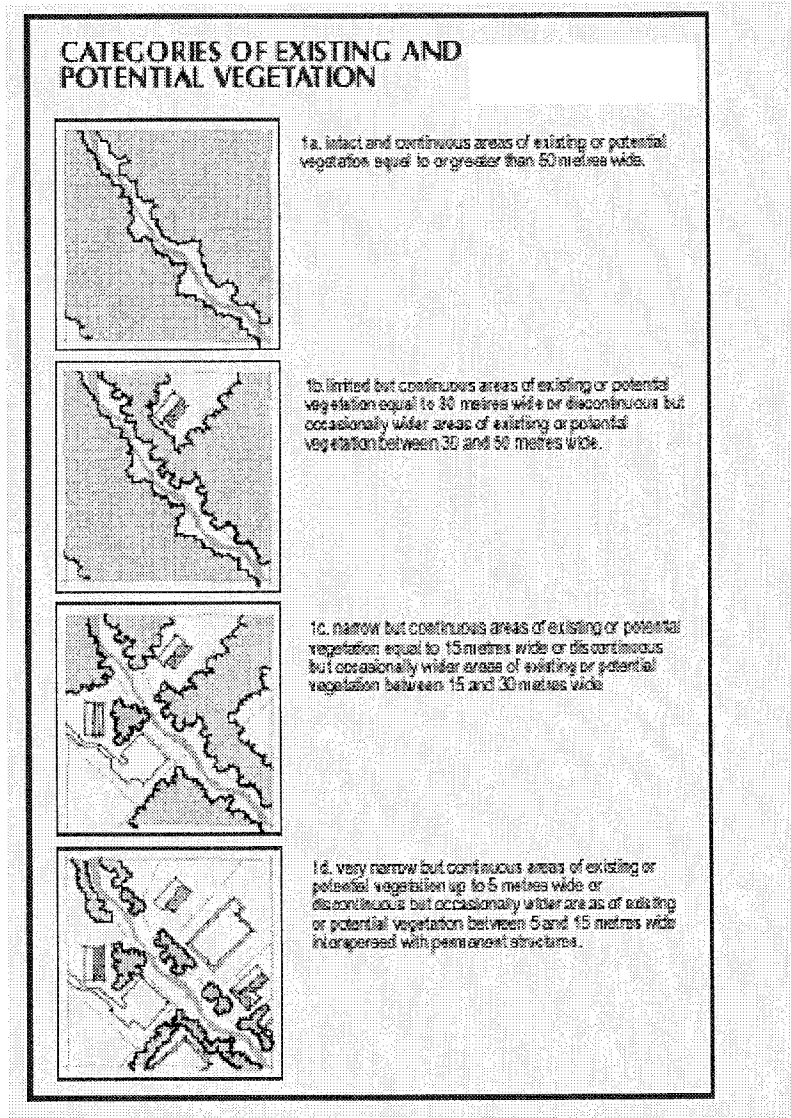 CATEGORIES OF EXISTING AND
POTENTIAL VEGETATION
1a. intact and continuous areas of existing or potential
vegetation equal to or greater than 50 metres wide.
1b. limited but continuous areas of existing or potential
vegetation equal to 30 metres wide or discontinuous but
occasionally wider areas of existing or potential
vegetation between 30 and 50 metres wide.
1c. narrow but continuous areas of existing or potential
vegetation equal to 15 metres wide or discontinuous
but occasionally wider areas of existing or potential
vegetation between 15 and 30 metres wide
1d. very narrow but continuous areas of existing or
potential vegetation up to 5 metres wide or
discontinuous but occasionally wider areas of existing
or potential vegetation between 5 and 15 metres wide
interspersed with permanent structures.